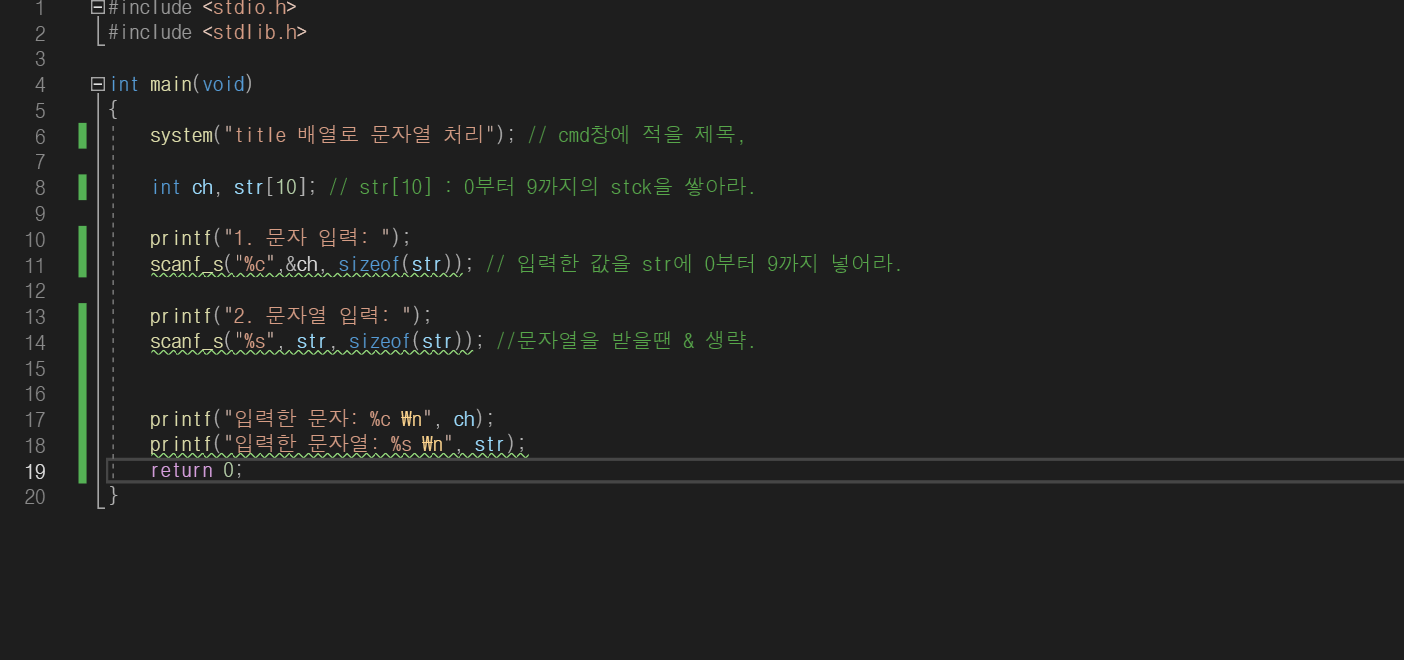 1 #include <stdio.h>
2 #include <stdlib.h>
3
4 int main(void)
5 {
6 system("title 배열로 문자열 처리"); // cmd창에 적을 제목,
7
8 int ch, str[10]; // str[10] : 0부터 9까지의 stck을 쌓아라.
9
10 printf("1. 문자 입력: ");
11 scanf_s("%c",&ch, sizeof(str)); // 입력한 값을 str에 0부터 9까지 넣어라.
12
13 printf("2. 문자열 입력: ");
14 scanf_s("%s", str, sizeof(str)); //문자열을 받을땐 & 생략.
15
16
17 printf("입력한 문자: %c ₩n", ch);
18 printf("입력한 문자열: %s ₩n", str);
19 return 0;
20 }